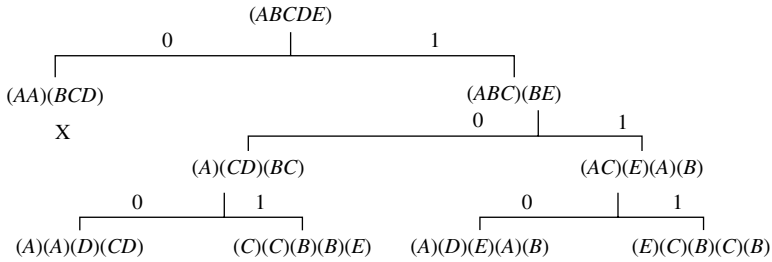 (ABCDE)
0 1
(AA)(BCD) (ABC)(BE)
X 0 1
(A)(CD)(BC) (AC)(E)(A)(B)
0 1 0 1
(A)(A)(D)(CD) (C)(C)(B)(B)(E) (A)(D)(E)(A)(B) (E)(C)(B)(C)(B)